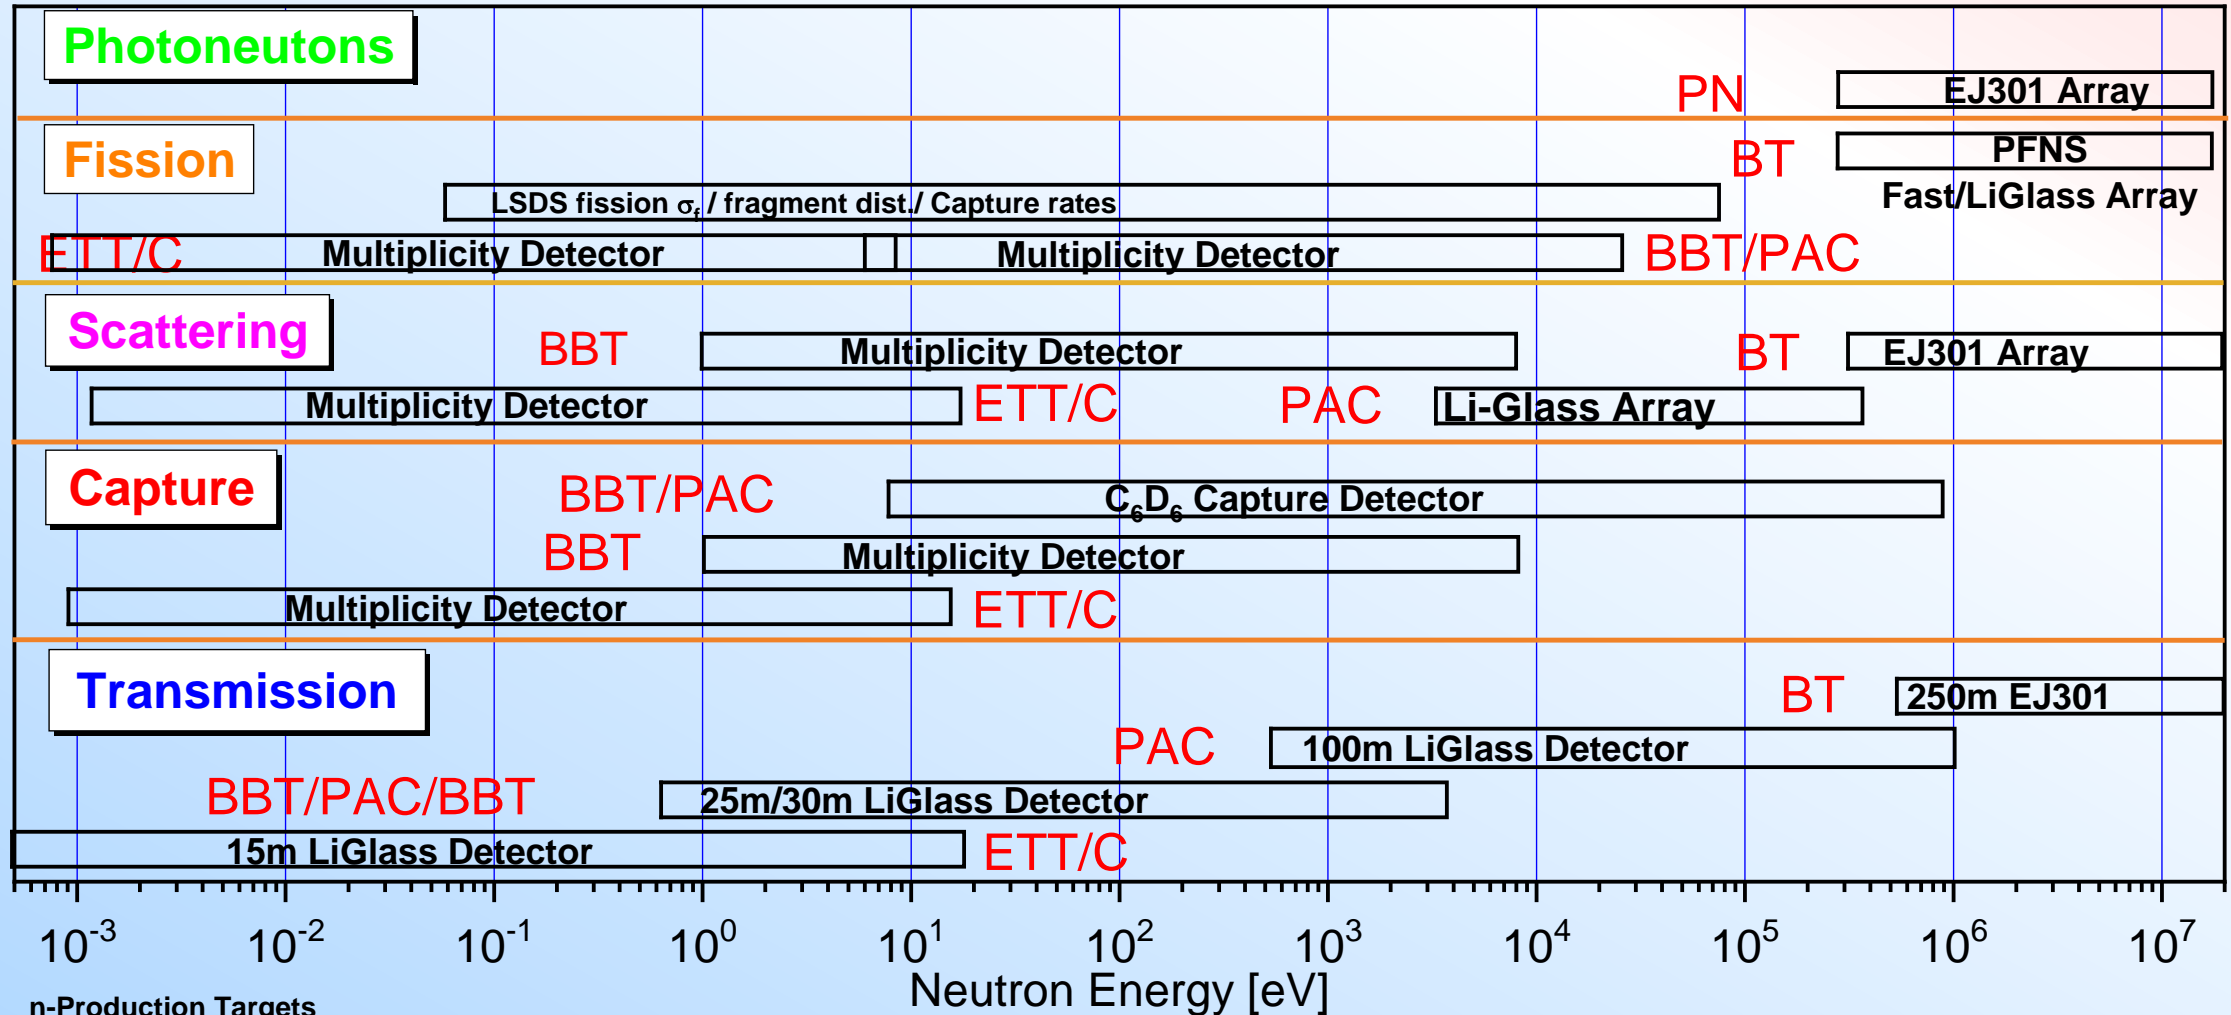 Photoneutons
PN
EJ301 Array
Fission
BT
PFNS
LSDS fission σf / fragment dist./ Capture rates
Fast/LiGlass Array
ETT/C
Multiplicity Detector
Multiplicity Detector
BBT/PAC
Scattering
BBT
Multiplicity Detector
BT
EJ301 Array
Multiplicity Detector
ETT/C
PAC
Li-Glass Array
Capture
BBT/PAC
C6D6 Capture Detector
BBT
Multiplicity Detector
Multiplicity Detector
ETT/C
Transmission
BT
250m EJ301
PAC
100m LiGlass Detector
BBT/PAC/BBT
25m/30m LiGlass Detector
15m LiGlass Detector
ETT/C
10-3 10-2 10-1 100 101 102 103 104 105 106 107
Neutron Energy [eV]
n-Production Targets